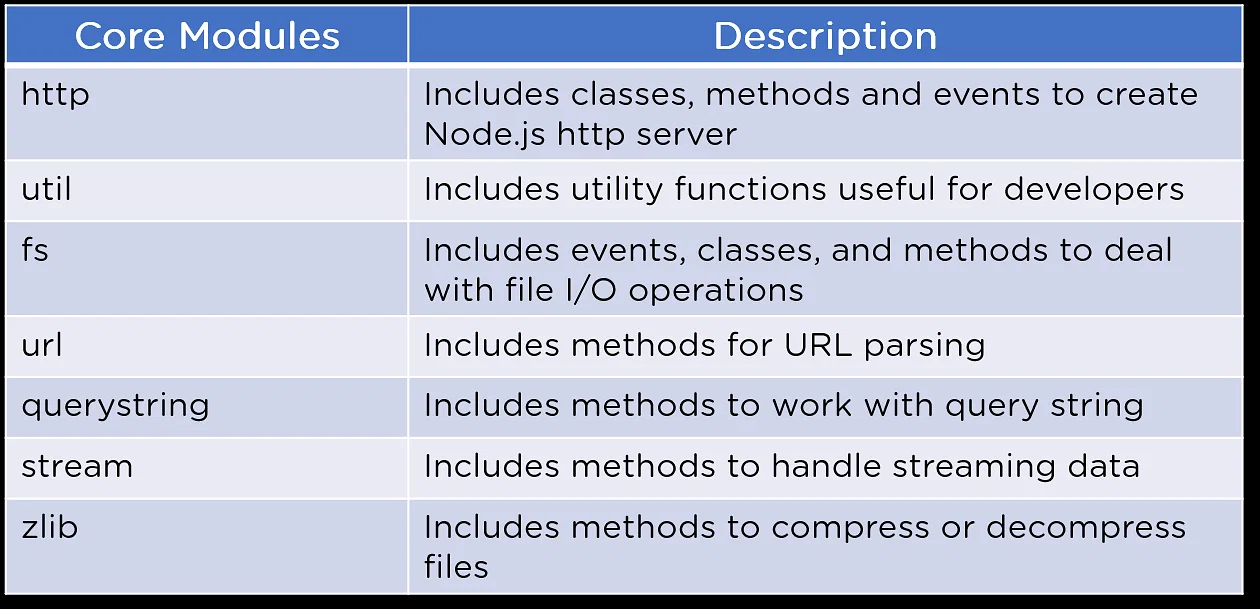 Core Modules
Description
http
Includes classes, methods and events to create
Node.js http server
util
Includes utility functions useful for developers
fs
Includes events, classes, and methods to deal
with file I/O operations
url
Includes methods for URL parsing
querystring
Includes methods to work with query string
stream
Includes methods to handle streaming data
zlib
Includes methods to compress or decompress
files